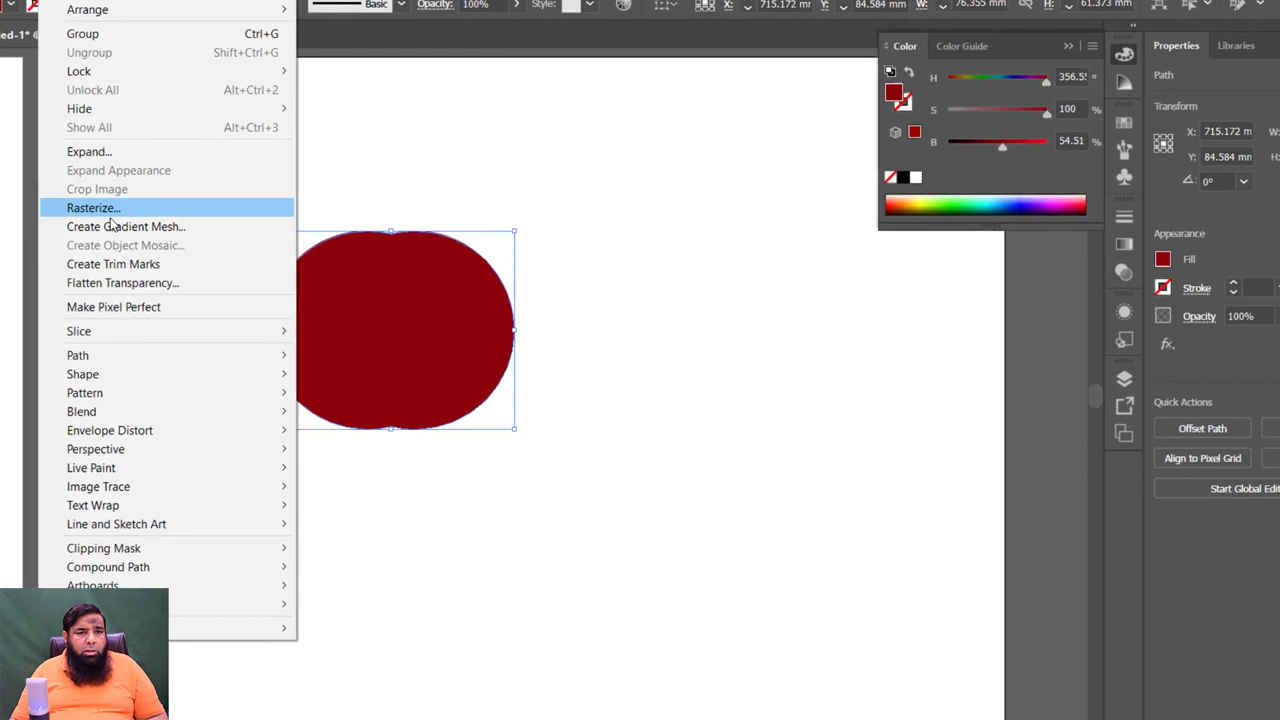 Arrange
Group Ctrl+G
Ungroup Shift+Ctrl+G
Lock
Unlock All Alt+Ctrl+2
Hide
Show All Alt+Ctrl+3
Expand...
Expand Appearance
Crop Image
Rasterize...
Create Gradient Mesh...
Create Object Mosaic...
Create Trim Marks
Flatten Transparency...
Make Pixel Perfect
Slice
Path
Shape
Pattern
Blend
Envelope Distort
Perspective
Live Paint
Image Trace
Text Wrap
Line and Sketch Art
Clipping Mask
Compound Path
Artboards
ed-1* @
Basic
Opacity: 100%
Style:
X: 715.172 m
Y: 84.584 mm
W: 76.355 mm
H: 61.373 mm
Color
Color Guide
H 356.55 °
S 100 %
B 54.51 %
Properties
Libraries
Path
Transform
X: 715.172 m
Y: 84.584 mm
0°
Appearance
Fill
Stroke
Opacity 100%
fx.
Quick Actions
Offset Path
Align to Pixel Grid
Start Global Edit